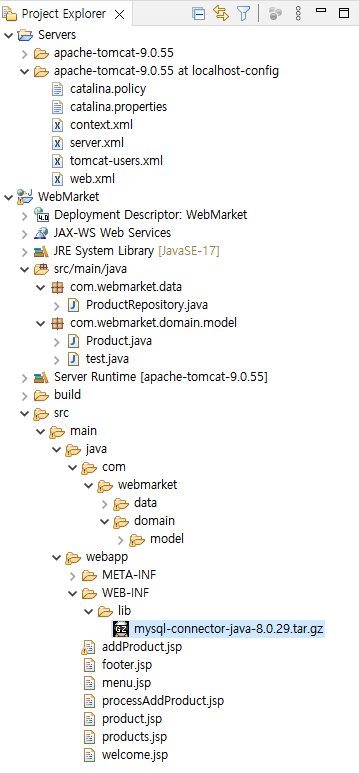 Project Explorer
Servers
apache-tomcat-9.0.55
apache-tomcat-9.0.55 at localhost-config
catalina.policy
catalina.properties
context.xml
server.xml
tomcat-users.xml
web.xml
WebMarket
Deployment Descriptor: WebMarket
JAX-WS Web Services
JRE System Library [JavaSE-17]
src/main/java
com.webmarket.data
ProductRepository.java
com.webmarket.domain.model
Product.java
test.java
Server Runtime [apache-tomcat-9.0.55]
build
src
main
java
com
webmarket
data
domain
model
webapp
META-INF
WEB-INF
lib
mysql-connector-java-8.0.29.tar.gz
addProduct.jsp
footer.jsp
menu.jsp
processAddProduct.jsp
product.jsp
products.jsp
welcome.jsp